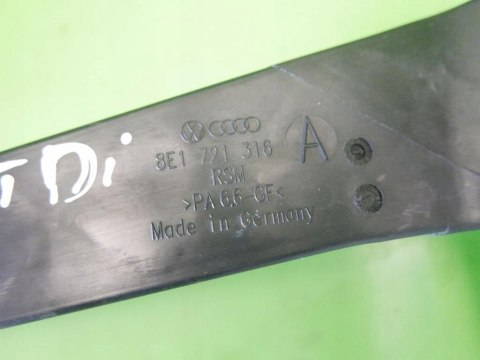 8E1 721 316 A
RSM
>PA 6.6-GF<
Made in Germany
TDi